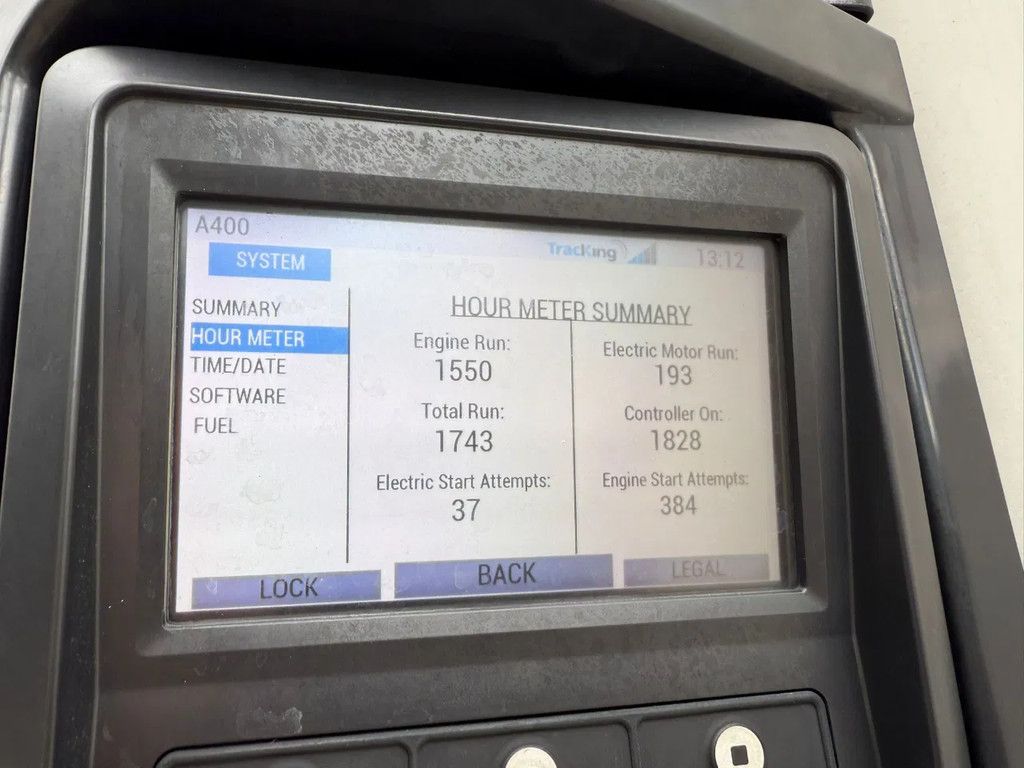 A400
TracKing
13:12
SYSTEM
SUMMARY
HOUR METER
TIME/DATE
SOFTWARE
FUEL
HOUR METER SUMMARY
Engine Run:
1550
Total Run:
1743
Electric Start Attempts:
37
Electric Motor Run:
193
Controller On:
1828
Engine Start Attempts:
384
LOCK
BACK
LEGAL